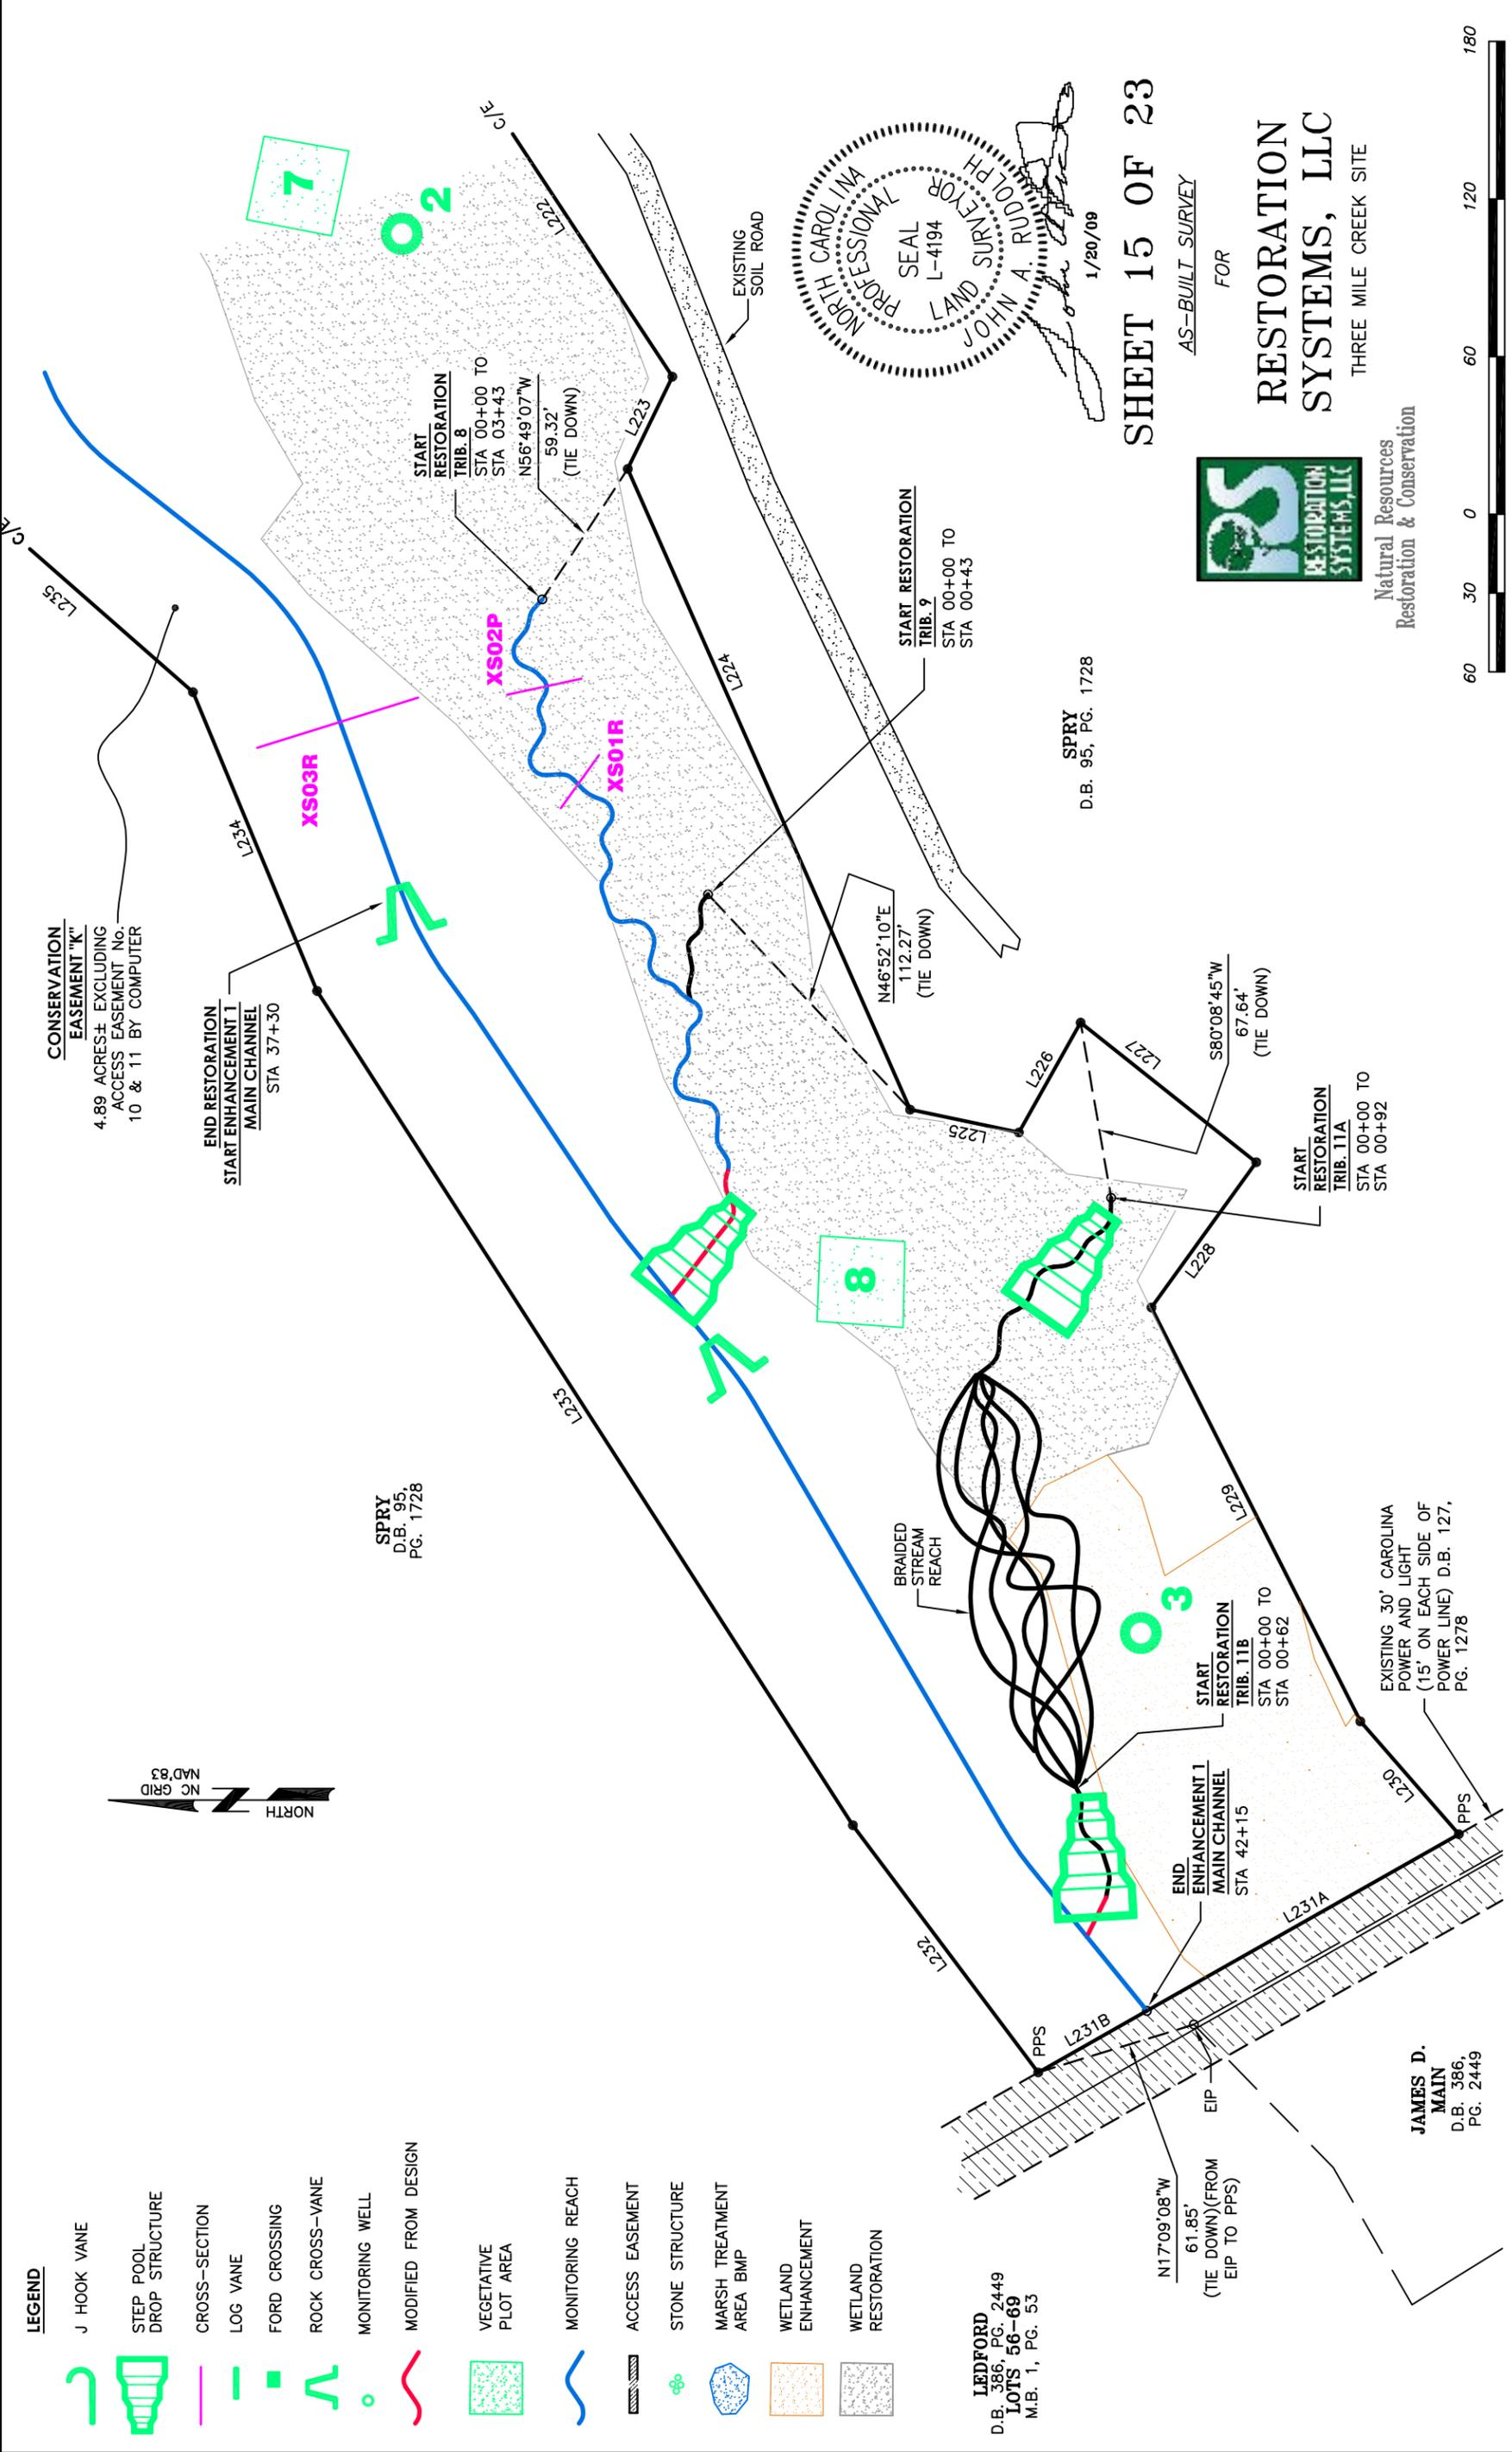 LEGEND
J HOOK VANE
STEP POOL
DROP STRUCTURE
CROSS-SECTION
LOG VANE
FORD CROSSING
ROCK CROSS-VANE
MONITORING WELL
MODIFIED FROM DESIGN
VEGETATIVE
PLOT AREA
MONITORING REACH
ACCESS EASEMENT
STONE STRUCTURE
MARSH TREATMENT
AREA BMP
WETLAND
ENHANCEMENT
WETLAND
RESTORATION
LEDFORD
D.B. 386, PG. 2449
LOTS 56-69
M.B. 1, PG. 53
NORTH
NC GRID
NAD'83
SPRY
D.B. 95,
PG. 1728
CONSERVATION
EASEMENT "K"
4.89 ACRES± EXCLUDING
ACCESS EASEMENT No.
10 & 11 BY COMPUTER
END RESTORATION
START ENHANCEMENT 1
MAIN CHANNEL
STA 37+30
C/E
L235
L234
L233
L232
XS03R
XS02P
XS01R
7
2
C/E
L222
L223
L224
START
RESTORATION
TRIB. 8
STA 00+00 TO
STA 03+43
N56°49'07"W
59.32'
(TIE DOWN)
EXISTING
SOIL ROAD
START RESTORATION
TRIB. 9
STA 00+00 TO
STA 00+43
N46°52'10"E
112.27'
(TIE DOWN)
L225
L226
L227
L228
S80°08'45"W
67.64'
(TIE DOWN)
START
RESTORATION
TRIB. 11A
STA 00+00 TO
STA 00+92
8
BRAIDED
STREAM
REACH
3
L229
START
RESTORATION
TRIB. 11B
STA 00+00 TO
STA 00+62
END
ENHANCEMENT 1
MAIN CHANNEL
STA 42+15
L230
PPS
L231A
L231B
PPS
EIP
N17°09'08"W
61.85'
(TIE DOWN)(FROM
EIP TO PPS)
EXISTING 30' CAROLINA
POWER AND LIGHT
(15' ON EACH SIDE OF
POWER LINE) D.B. 127,
PG. 1278
JAMES D.
MAIN
D.B. 386,
PG. 2449
SPRY
D.B. 95, PG. 1728
NORTH CAROLINA
PROFESSIONAL
SEAL
L-4194
LAND SURVEYOR
JOHN A. RUDOLPH
1/20/09
SHEET 15 OF 23
AS-BUILT SURVEY
FOR
RESTORATION
SYSTEMS, LLC
THREE MILE CREEK SITE
RS
RESTORATION
SYSTEMS, LLC
Natural Resources
Restoration & Conservation
60 30 0 60 120 180